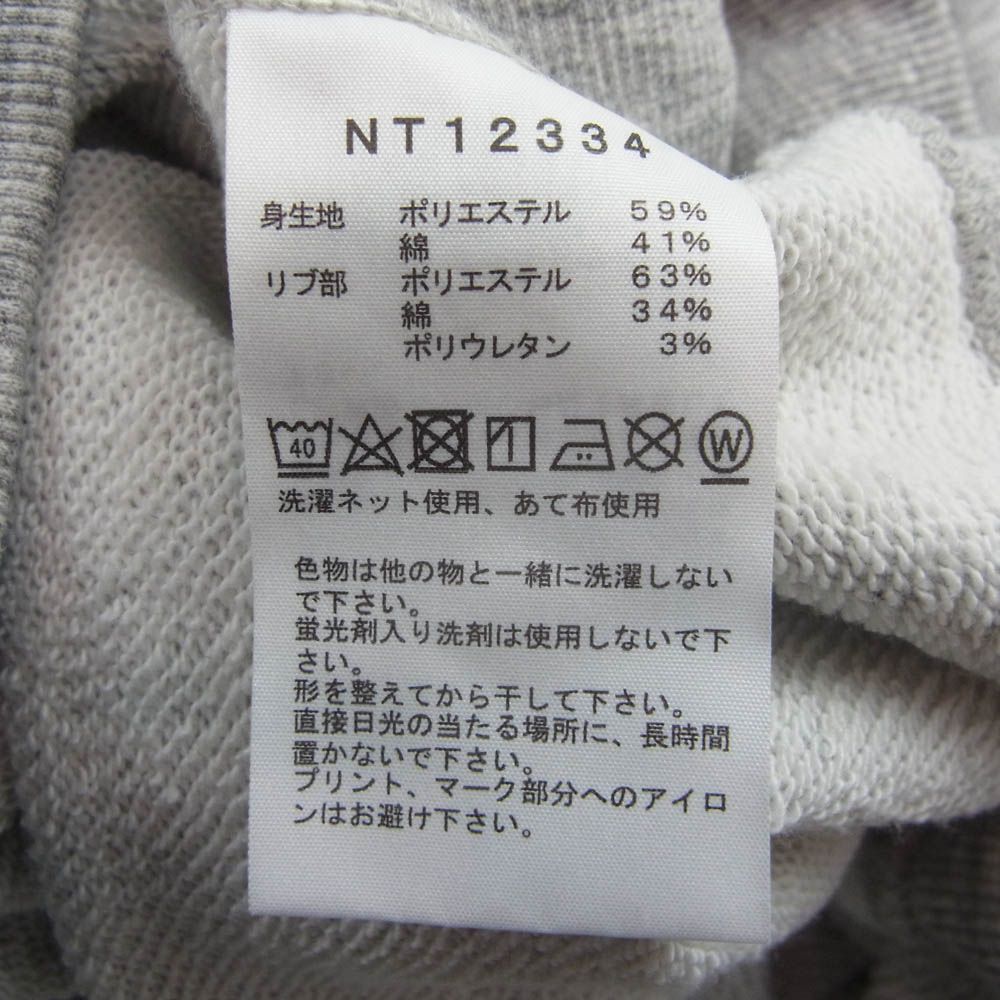 NT12334
身生地 ポリエステル 59%
綿 41%
リブ部 ポリエステル 63%
綿 34%
ポリウレタン 3%
40 W
洗濯ネット使用、あて布使用
色物は他の物と一緒に洗濯しない
で下さい。
蛍光剤入り洗剤は使用しないで下
さい。
形を整えてから干して下さい。
直接日光の当たる場所に、長時間
置かないで下さい。
プリント、マーク部分へのアイロ
ンはお避け下さい。